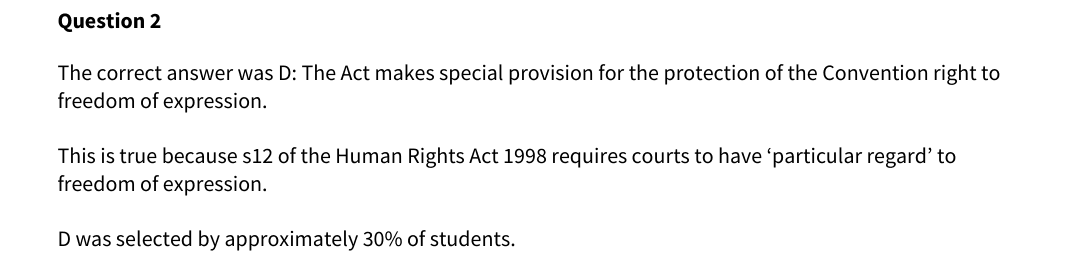 Question 2
The correct answer was D: The Act makes special provision for the protection of the Convention right to
freedom of expression.
This is true because s12 of the Human Rights Act 1998 requires courts to have ‘particular regard’ to
freedom of expression.
D was selected by approximately 30% of students.